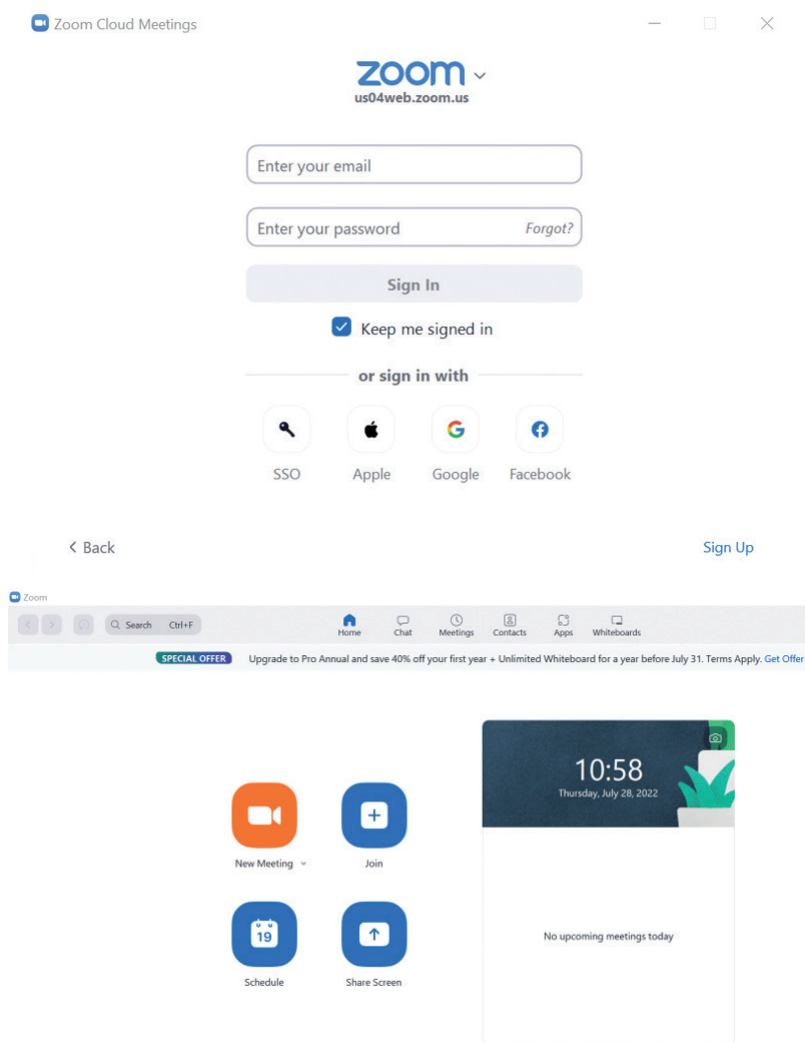 Zoom Cloud Meetings
zoom
us04web.zoom.us
Enter your email
Enter your password Forgot?
Sign In
Keep me signed in
or sign in with
SSO Apple Google Facebook
Back Sign Up
Zoom
Search Ctrl+F
Home Chat Meetings Contacts Apps Whiteboards
SPECIAL OFFER Upgrade to Pro Annual and save 40% off your first year + Unlimited Whiteboard for a year before July 31. Terms Apply. Get Offer
10:58
Thursday, July 28, 2022
New Meeting Join
19
No upcoming meetings today
Schedule Share Screen